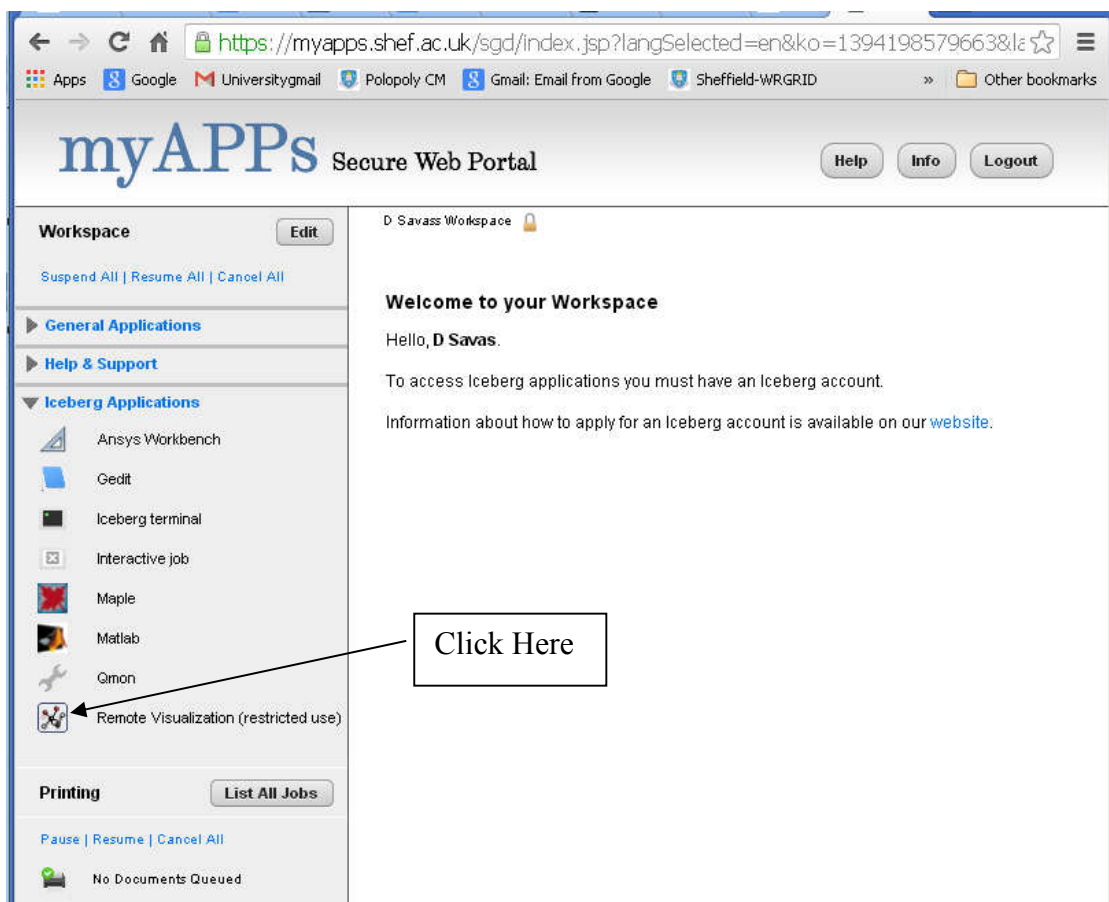 https://myapps.shef.ac.uk/sgd/index.jsp?langSelected=en&ko=1394198579663&la
Apps Google Universitygmail Polopoly CM Gmail: Email from Google Sheffield-WRGRID » Other bookmarks
myAPPs Secure Web Portal
Help Info Logout
Workspace Edit
Suspend All | Resume All | Cancel All
General Applications
Help & Support
Iceberg Applications
Ansys Workbench
Gedit
Iceberg terminal
Interactive job
Maple
Matlab
Qmon
Remote Visualization (restricted use)
Printing List All Jobs
Pause | Resume | Cancel All
No Documents Queued
D Savass Workspace
Welcome to your Workspace
Hello, D Savas.
To access Iceberg applications you must have an Iceberg account.
Information about how to apply for an Iceberg account is available on our website.
Click Here